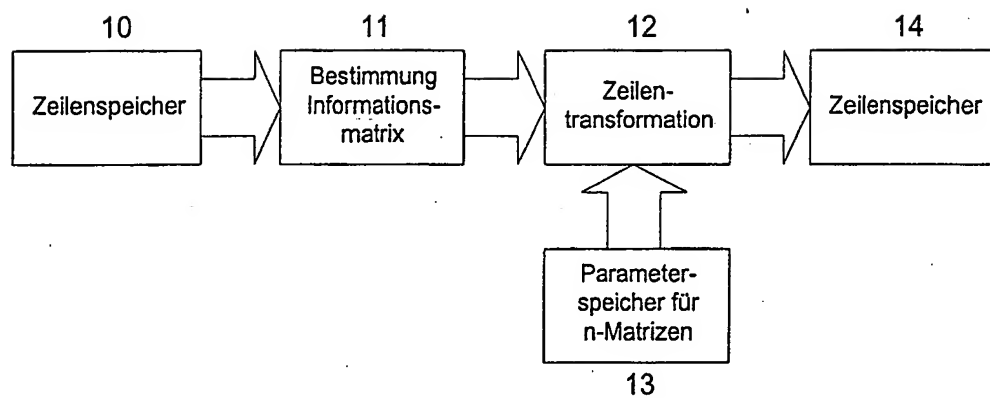 10
11
12
14
Zeilenspeicher
Bestimmung
Informations-
matrix
Zeilen-
transformation
Zeilenspeicher
Parameter-
speicher für
n-Matrizen
13